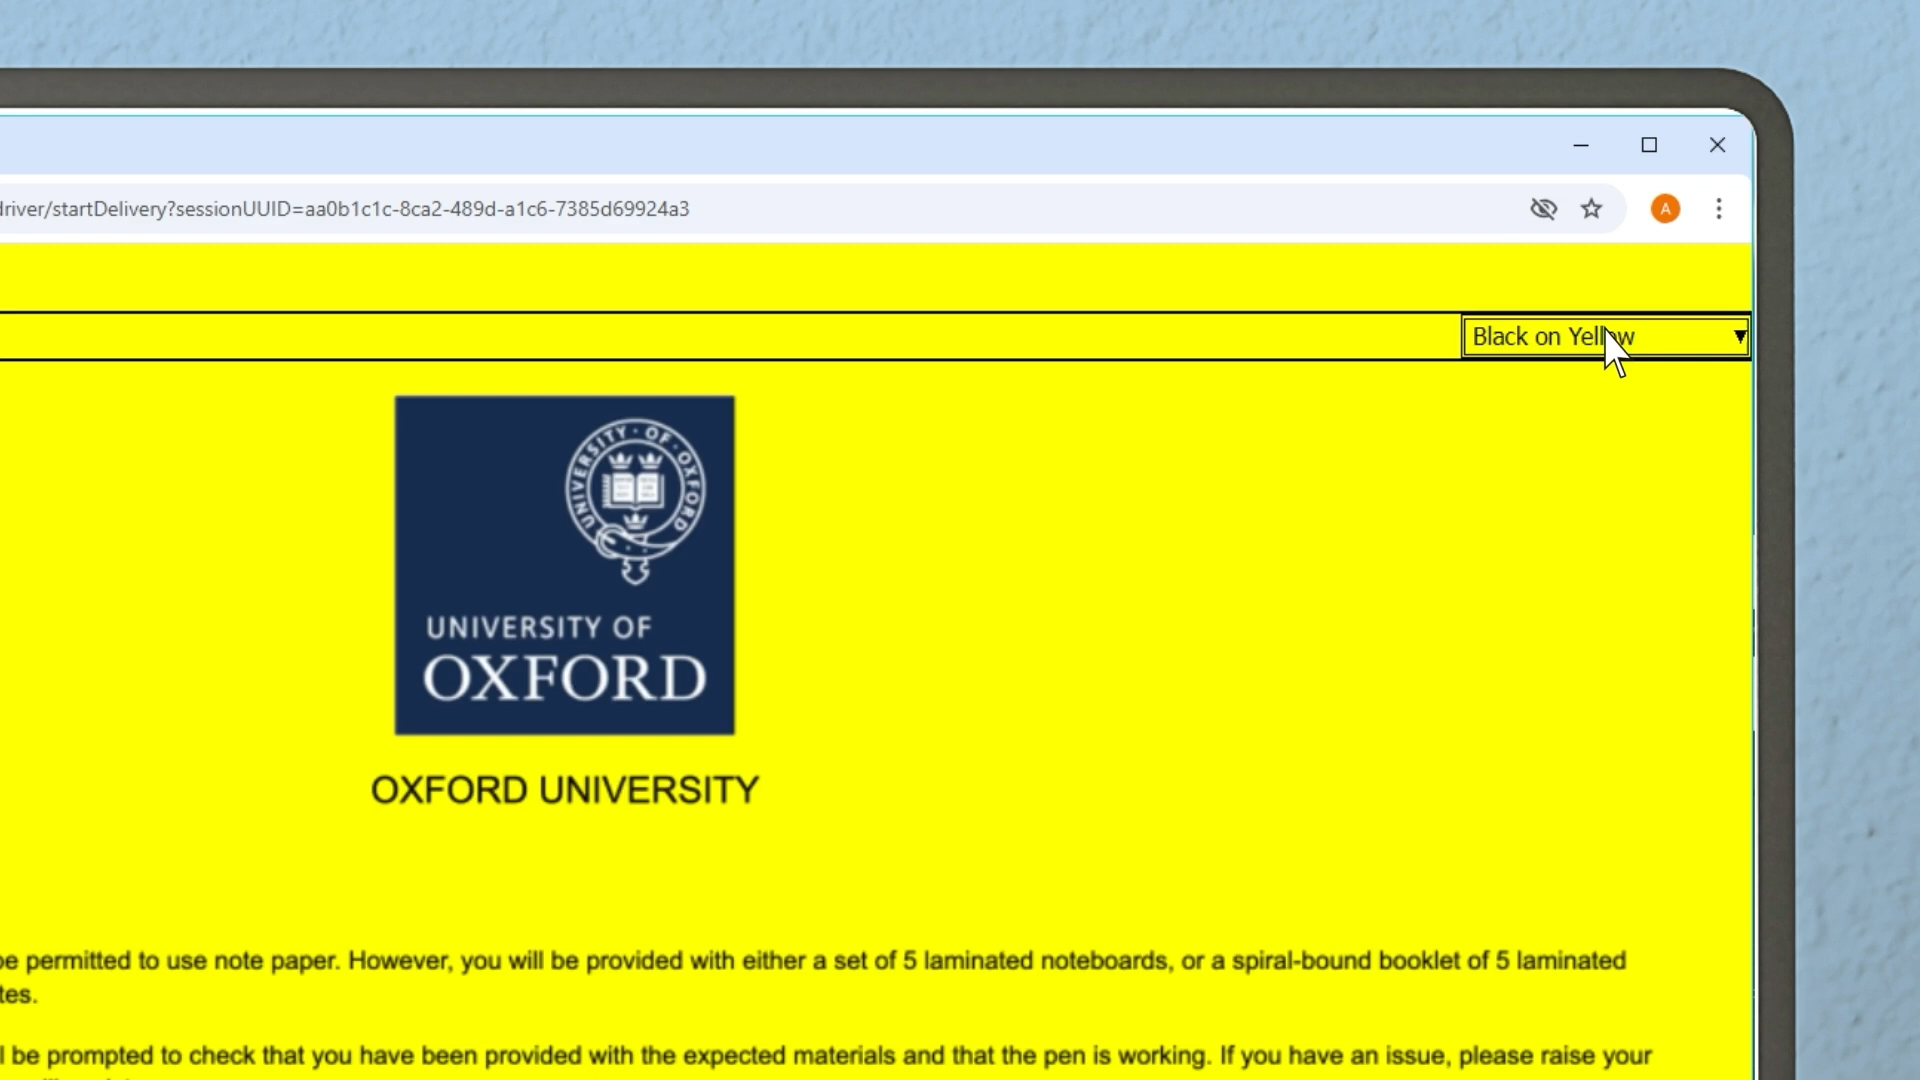 driver/startDelivery?sessionUUID=aa0b1c1c-8ca2-489d-a1c6-7385d69924a3
A
Black on Yellow
UNIVERSITY · OF · OXFORD
UNIVERSITY OF
OXFORD
OXFORD UNIVERSITY
be permitted to use note paper. However, you will be provided with either a set of 5 laminated noteboards, or a spiral-bound booklet of 5 laminated
tes.
l be prompted to check that you have been provided with the expected materials and that the pen is working. If you have an issue, please raise your